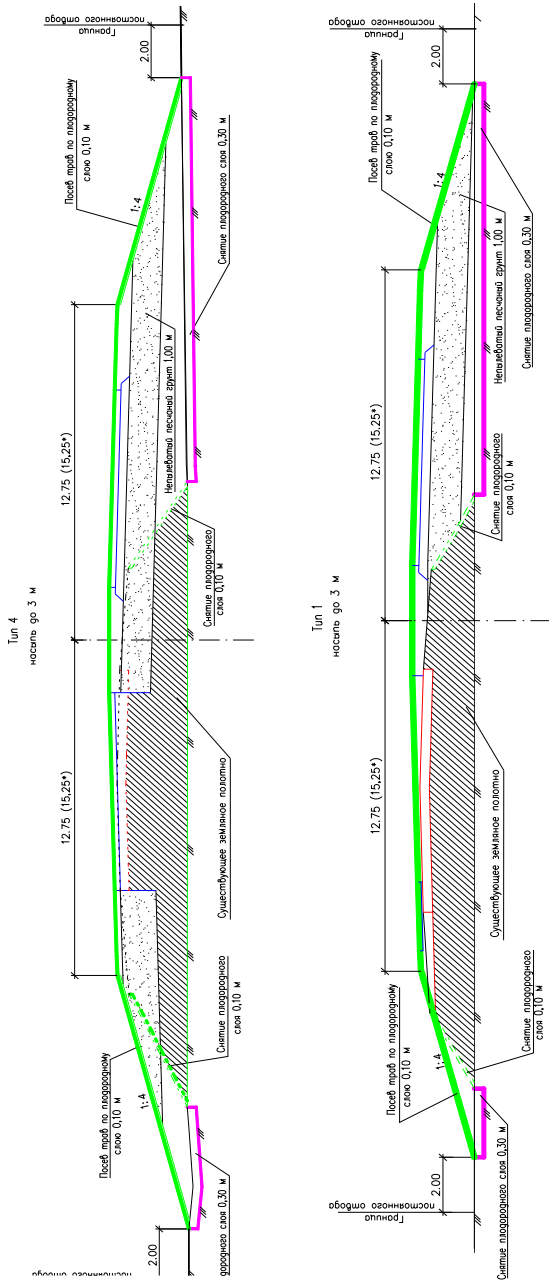 Тип 4
насыпь до 3 м
постоянного отвода
2.00
дородного слоя 0,30 м
1:4
Посев трав по плодородному
слою 0,10 м
Снятие плодородного
слоя 0,10 м
12.75 (15,25*)
Существующее земляное полотно
12.75 (15,25*)
Снятие плодородного
слоя 0,10 м
Непылеватый песчаный грунт 1,00 м
Снятие плодородного слоя 0,30 м
1:4
Посев трав по плодородному
слою 0,10 м
2.00
Граница
постоянного отвода
Тип 1
насыпь до 3 м
Граница
постоянного отвода
2.00
Снятие плодородного слоя 0,30 м
1:4
Посев трав по плодородному
слою 0,10 м
Снятие плодородного
слоя 0,10 м
12.75 (15,25*)
Существующее земляное полотно
12.75 (15,25*)
Снятие плодородного
слоя 0,10 м
Непылеватый песчаный грунт 1,00 м
Снятие плодородного слоя 0,30 м
1:4
Посев трав по плодородному
слою 0,10 м
2.00
Граница
постоянного отвода